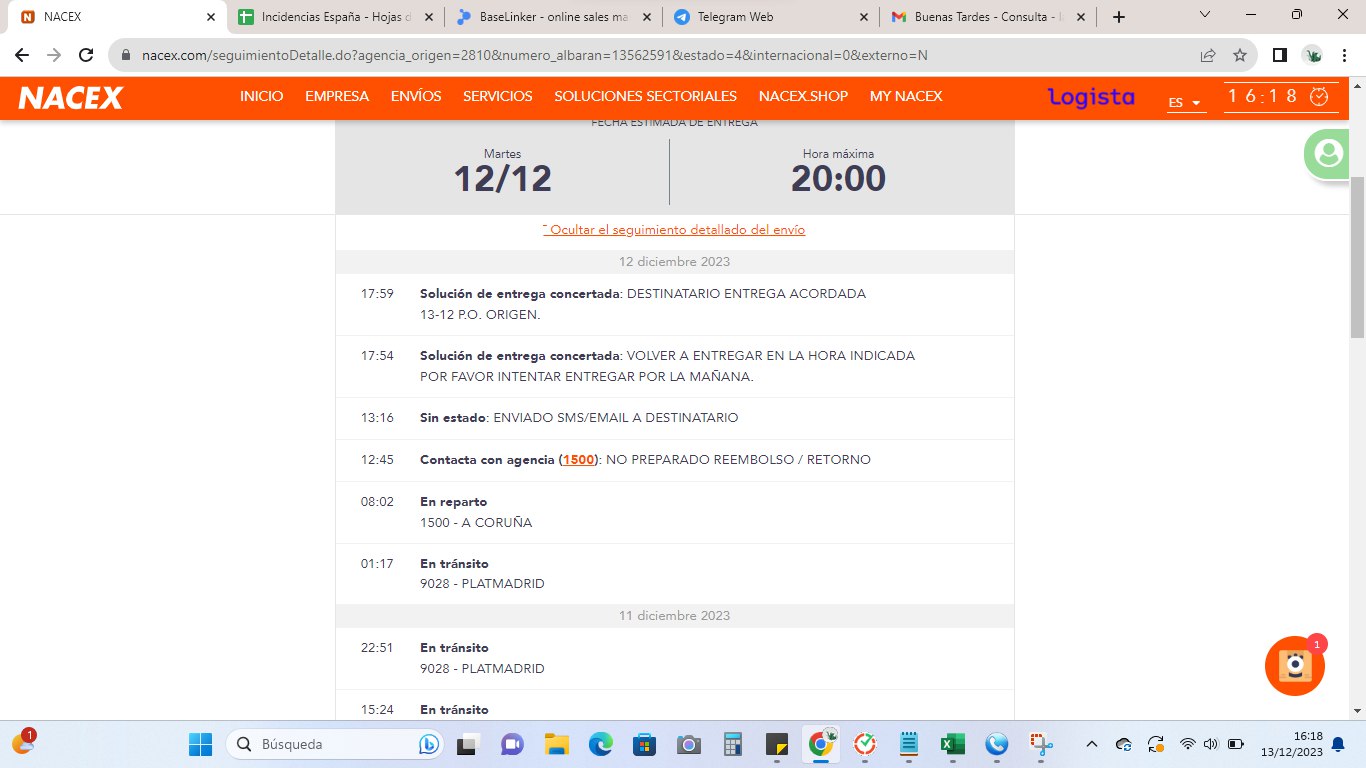 NACEX
Incidencias España - Hojas d
BaseLinker - online sales ma
Telegram Web
Buenas Tardes - Consulta -
nacex.com/seguimientoDetalle.do?agencia_origen=2810&numero_albaran=13562591&estado=4&internacional=0&externo=N
NACEX INICIO EMPRESA ENVÍOS SERVICIOS SOLUCIONES SECTORIALES NACEX.SHOP MY NACEX logista ES 16:18
FECHA ESTIMADA DE ENTREGA
Martes
12/12
Hora máxima
20:00
Ocultar el seguimiento detallado del envío
12 diciembre 2023
17:59 Solución de entrega concertada: DESTINATARIO ENTREGA ACORDADA
13-12 P.O. ORIGEN.
17:54 Solución de entrega concertada: VOLVER A ENTREGAR EN LA HORA INDICADA
POR FAVOR INTENTAR ENTREGAR POR LA MAÑANA.
13:16 Sin estado: ENVIADO SMS/EMAIL A DESTINATARIO
12:45 Contacta con agencia (1500): NO PREPARADO REEMBOLSO / RETORNO
08:02 En reparto
1500 - A CORUÑA
01:17 En tránsito
9028 - PLATMADRID
11 diciembre 2023
22:51 En tránsito
9028 - PLATMADRID
15:24 En tránsito
1
1
Búsqueda
16:18
13/12/2023